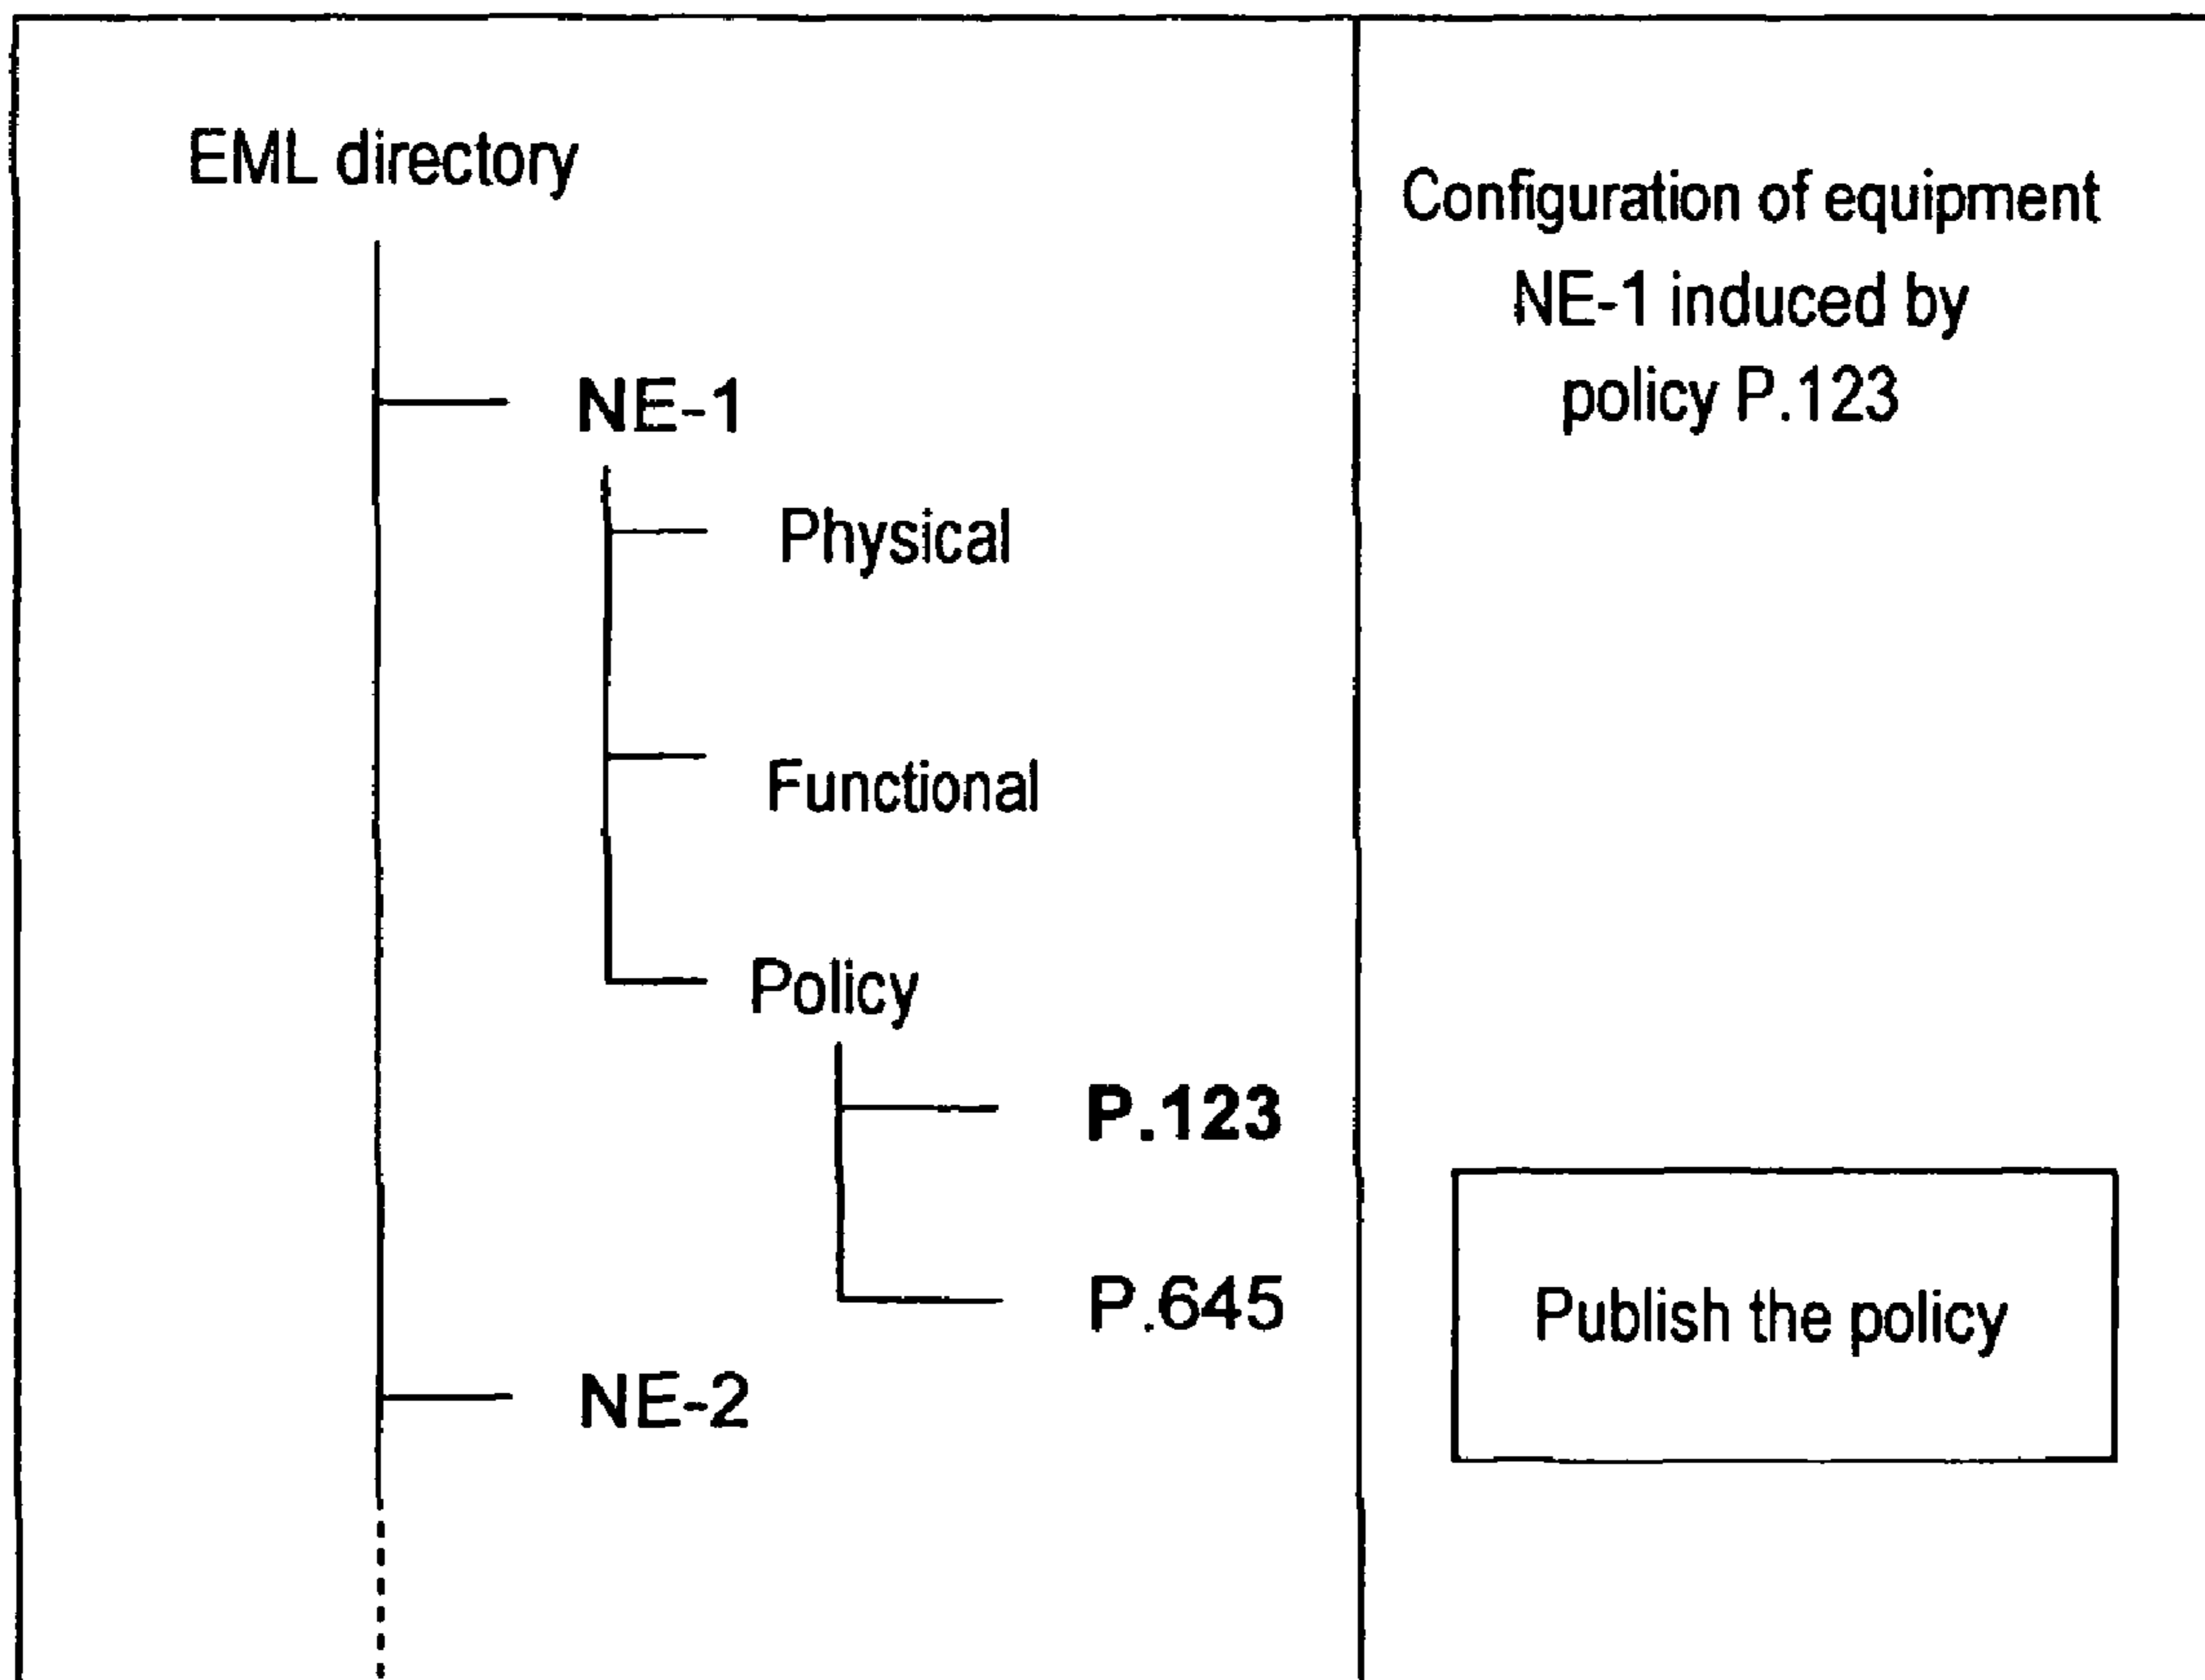 EML directory
NE-1
Physical
Functional
Policy
P.123
P.645
NE-2
Configuration of equipment
NE-1 induced by
policy P.123
Publish the policy